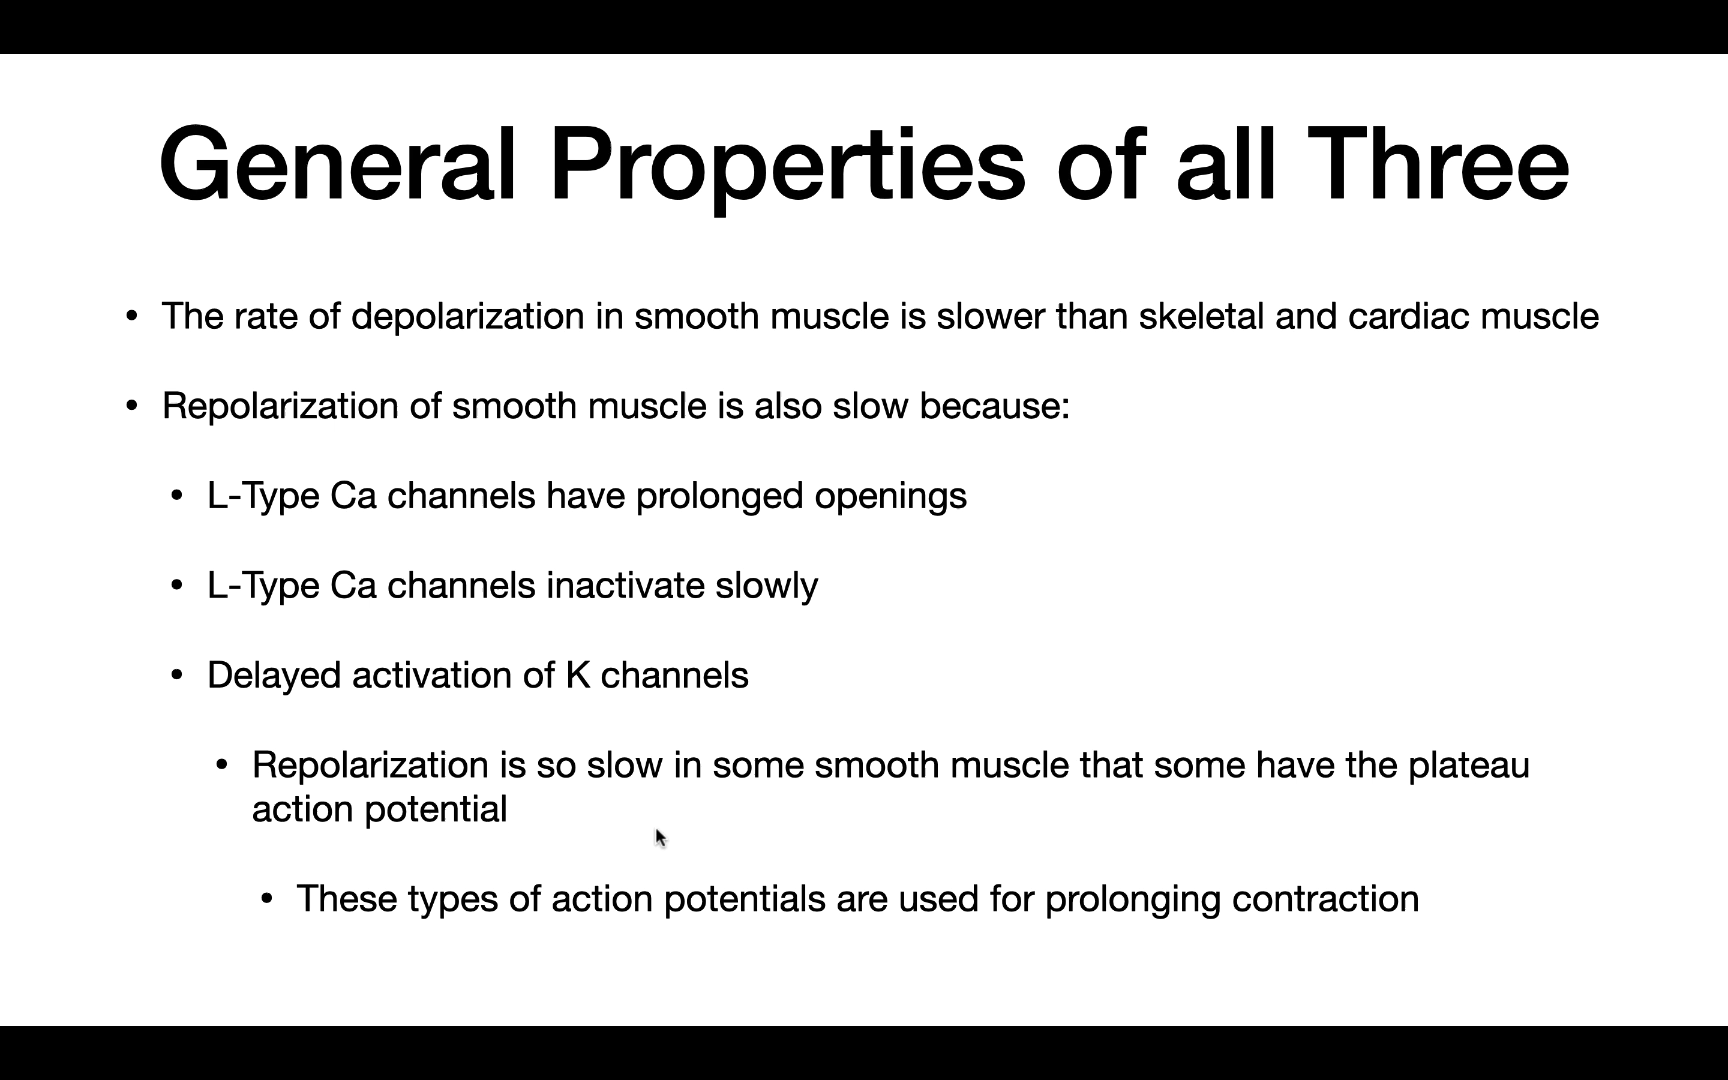 General Properties of all Three
• The rate of depolarization in smooth muscle is slower than skeletal and cardiac muscle
• Repolarization of smooth muscle is also slow because:
• L-Type Ca channels have prolonged openings
• L-Type Ca channels inactivate slowly
• Delayed activation of K channels
• Repolarization is so slow in some smooth muscle that some have the plateau
action potential
• These types of action potentials are used for prolonging contraction